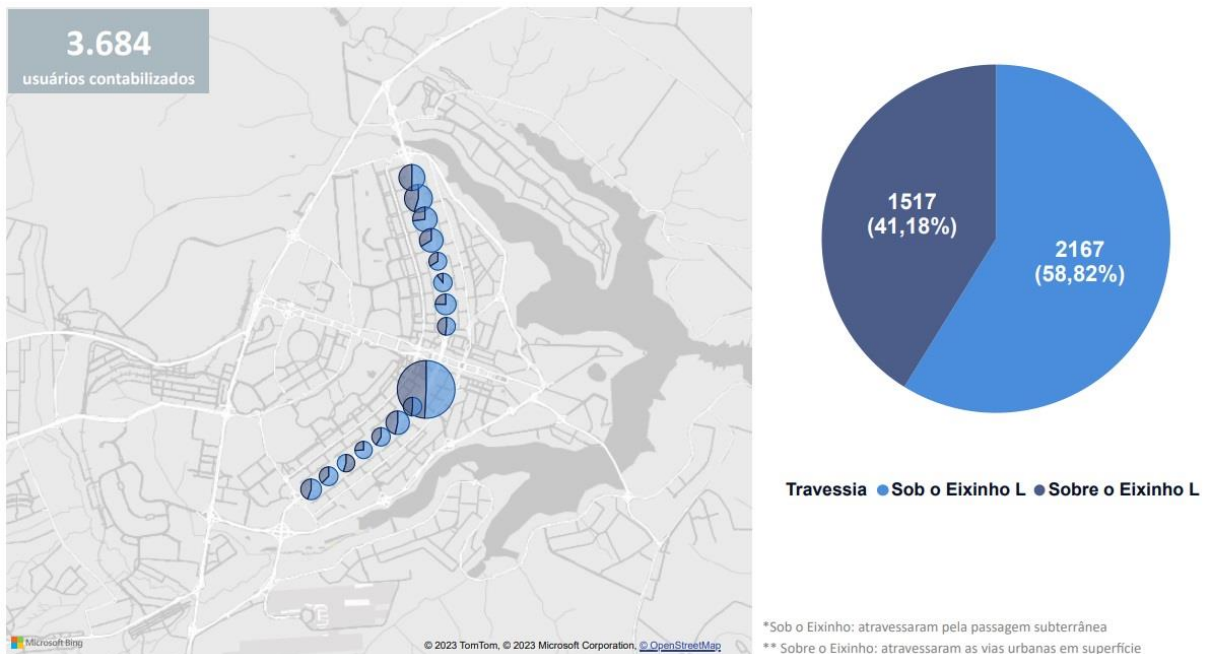 3.684
usuários contabilizados
1517
(41,18%)
2167
(58,82%)
Travessia Sob o Eixinho L Sobre o Eixinho L
Microsoft Bing
© 2023 TomTom, © 2023 Microsoft Corporation, © OpenStreetMap
*Sob o Eixinho: atravessaram pela passagem subterrânea
** Sobre o Eixinho: atravessaram as vias urbanas em superfície